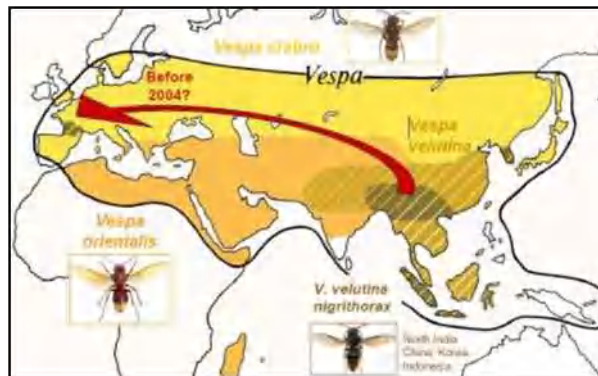 Vespa crabro
Before
2004?
Vespa
Vespa
velutina
Vespa
orientalis
V. velutina
nigrithorax
North India
China, Korea,
Indonesia